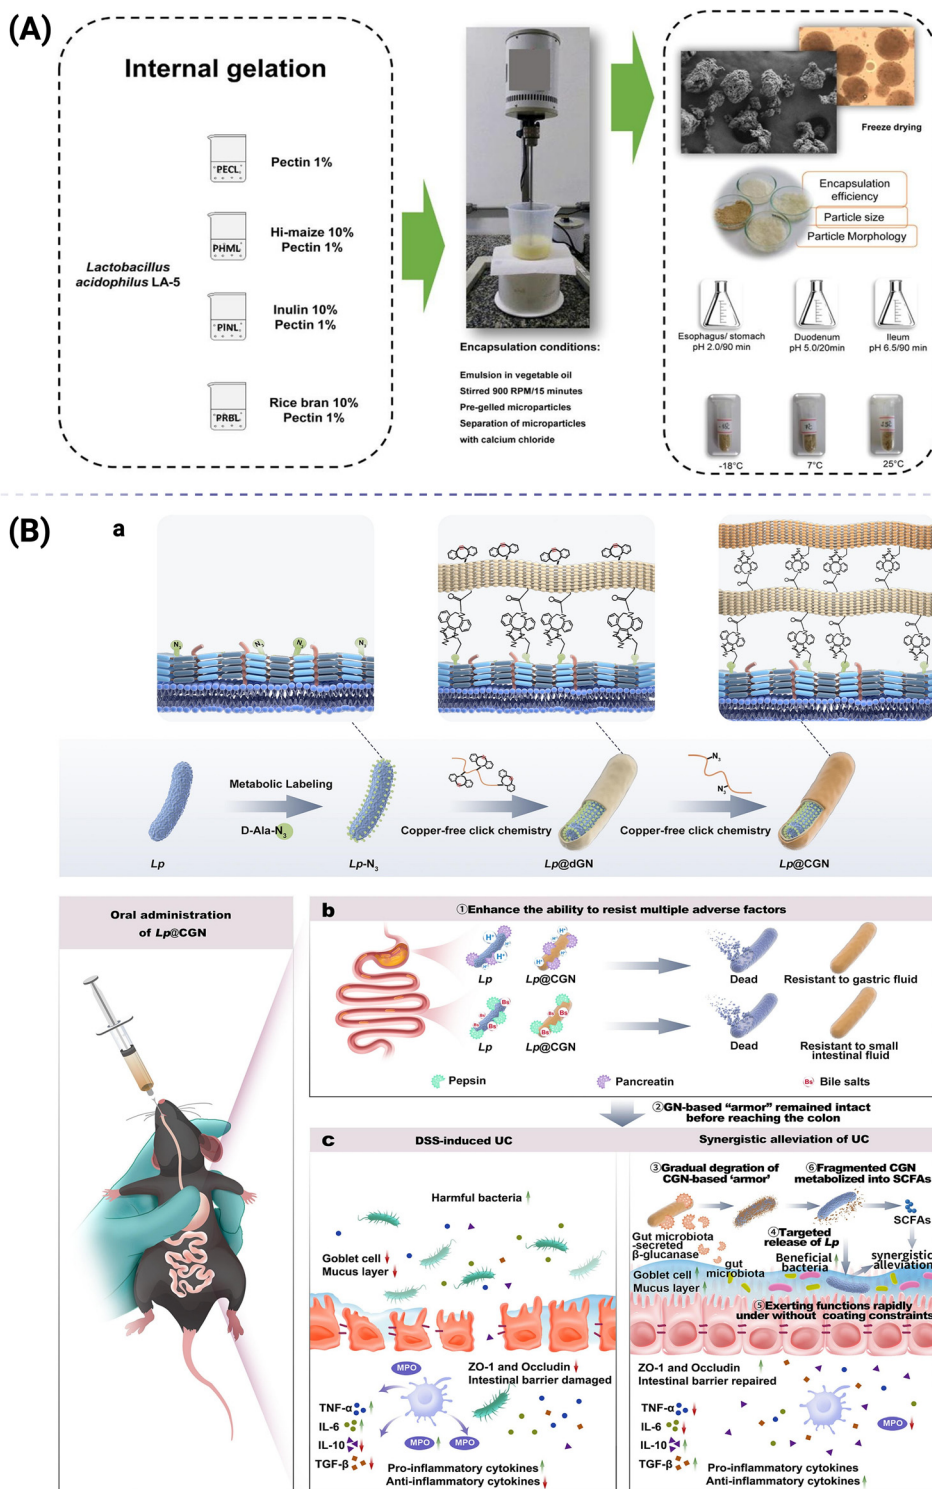 (A)
Internal gelation
Lactobacillus
acidophilus LA-5
PECL
Pectin 1%
PHML
Hi-maize 10%
Pectin 1%
PINL
Inulin 10%
Pectin 1%
PRBL
Rice bran 10%
Pectin 1%
Encapsulation conditions:
Emulsion in vegetable oil
Stirred 900 RPM/15 minutes
Pre-gelled microparticles
Separation of microparticles
with calcium chloride
Freeze drying
Encapsulation
efficiency
Particle size
Particle Morphology
Esophagus/ stomach
pH 2.0/90 min
Duodenum
pH 5.0/20min
Ileum
pH 6.5/90 min
-18°C
7°C
25°C
(B)
a
N3
N3
N3
N3
Metabolic Labeling
D-Ala-N3
Copper-free click chemistry
N3
N3
Copper-free click chemistry
Lp
Lp-N3
Lp@dGN
Lp@CGN
Oral administration
of Lp@CGN
b
①Enhance the ability to resist multiple adverse factors
H+
Lp
Lp@CGN
Dead
Resistant to gastric fluid
Bs
Lp
Lp@CGN
Dead
Resistant to small
intestinal fluid
Pepsin
Pancreatin
Bs
Bile salts
②GN-based “armor” remained intact
before reaching the colon
c
DSS-induced UC
Harmful bacteria
Goblet cell
Mucus layer
MPO
ZO-1 and Occludin
Intestinal barrier damaged
TNF-α
IL-6
IL-10
TGF-β
MPO
MPO
Pro-inflammatory cytokines
Anti-inflammatory cytokines
Synergistic alleviation of UC
③Gradual degration of
CGN-based ‘armor’
⑥Fragmented CGN
metabolized into SCFAs
SCFAs
Gut microbiota
-secreted
β-glucanase
④Targeted
release of Lp
gut
microbiota
Beneficial
bacteria
synergistic
alleviation
Goblet cell
Mucus layer
⑤Exerting functions rapidly
under without coating constraints
ZO-1 and Occludin
Intestinal barrier repaired
TNF-α
IL-6
IL-10
TGF-β
MPO
Pro-inflammatory cytokines
Anti-inflammatory cytokines